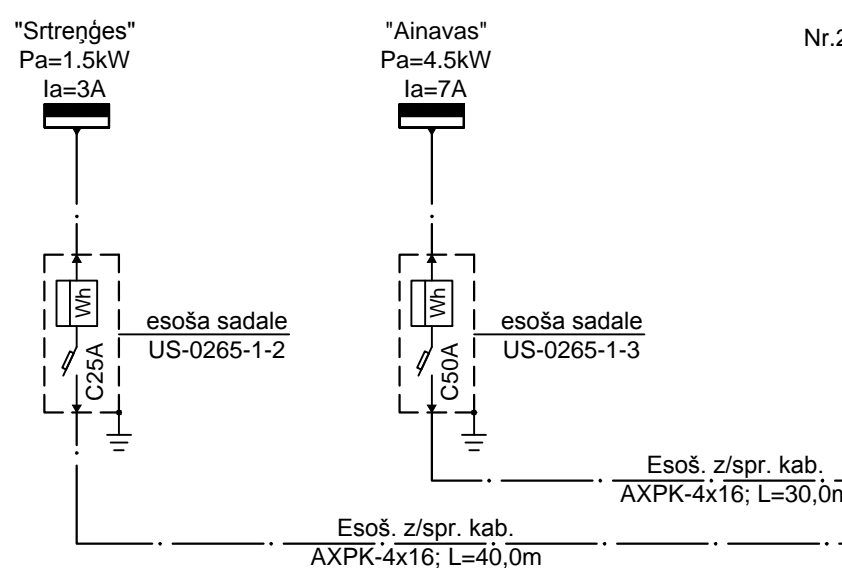 "Srtreņģes"
Pa=1.5kW
Ia=3A
"Ainavas"
Pa=4.5kW
Ia=7A
Nr.2
Wh
C25A
esoša sadale
US-0265-1-2
Wh
C50A
esoša sadale
US-0265-1-3
Esoš. z/spr. kab.
AXPK-4x16; L=30,0m
Esoš. z/spr. kab.
AXPK-4x16; L=40,0m